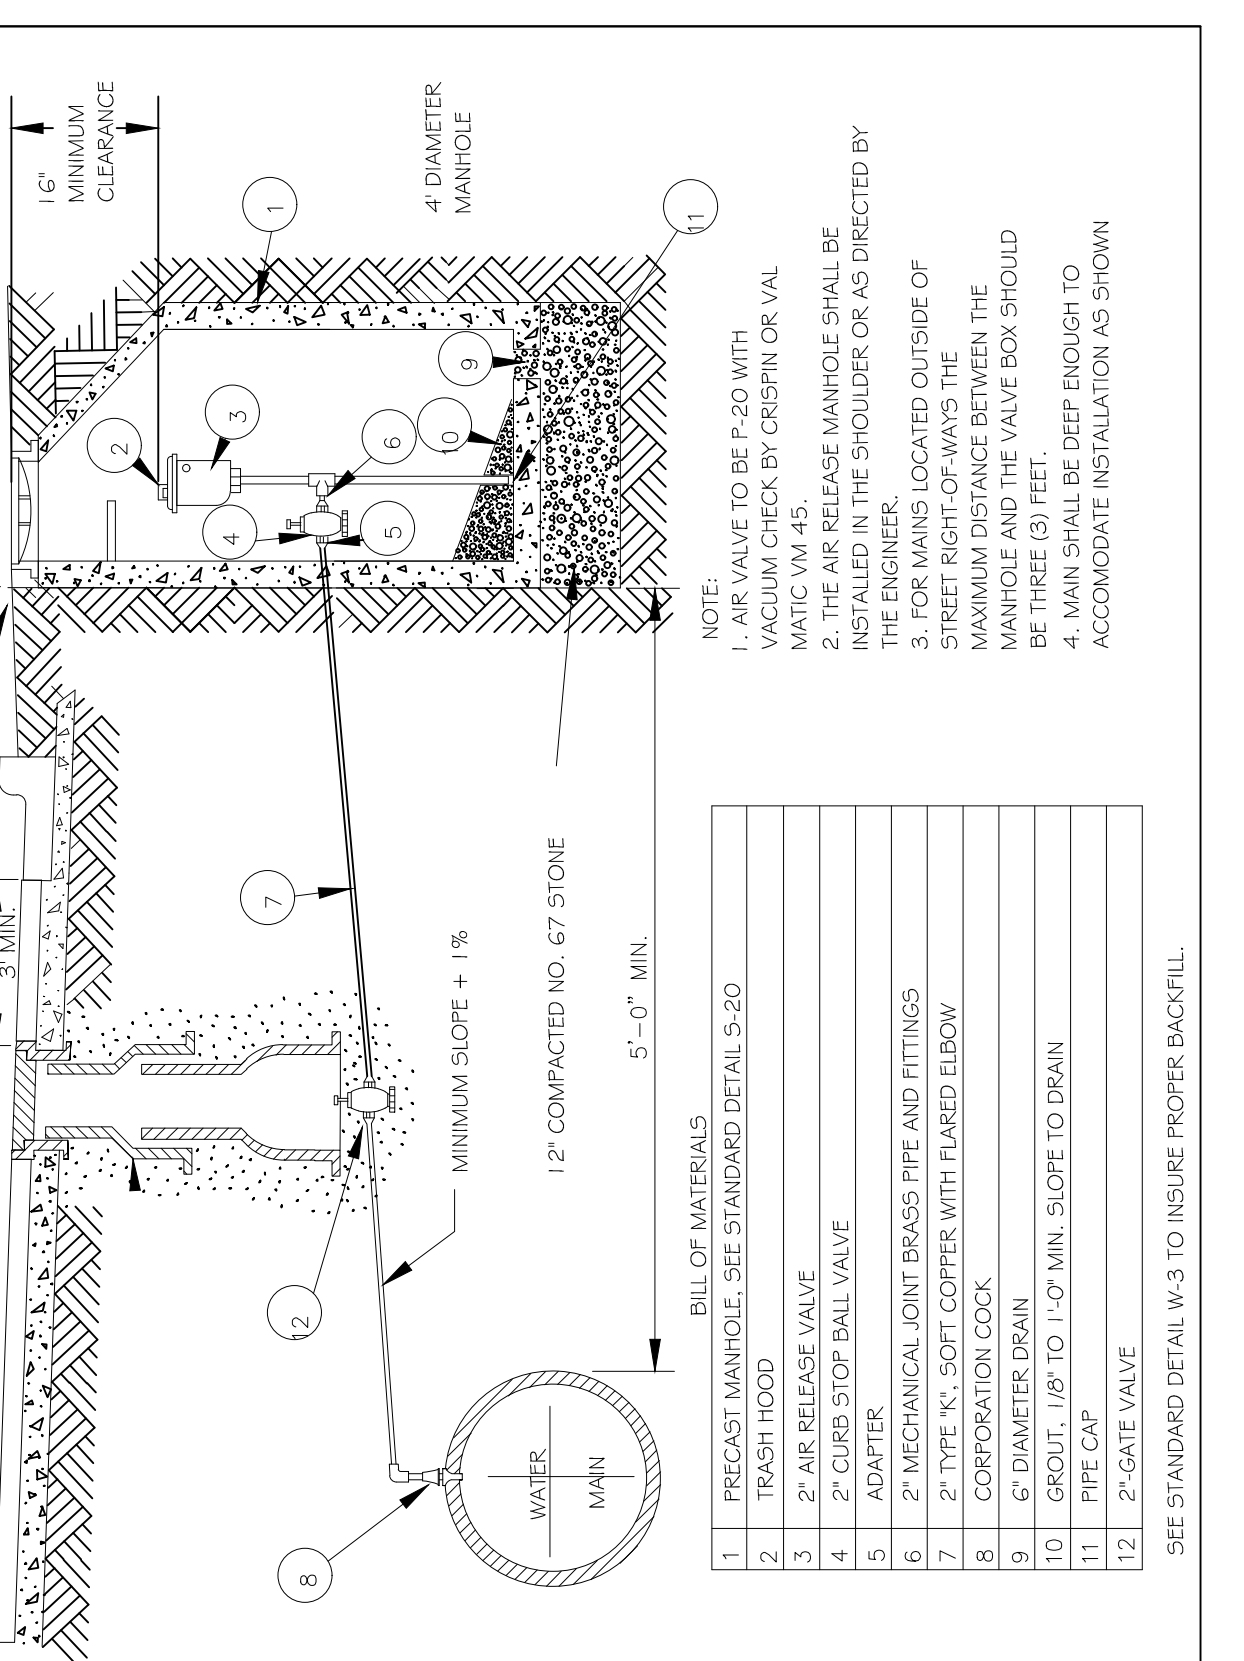 3' MIN.
16"
MINIMUM
CLEARANCE
4' DIAMETER
MANHOLE
1
2
3
4
5
6
7
8
9
10
11
12
MINIMUM SLOPE + 1%
12" COMPACTED NO. 67 STONE
5'-0" MIN.
WATER
MAIN
BILL OF MATERIALS
1 PRECAST MANHOLE, SEE STANDARD DETAIL S-20
2 TRASH HOOD
3 2" AIR RELEASE VALVE
4 2" CURB STOP BALL VALVE
5 ADAPTER
6 2" MECHANICAL JOINT BRASS PIPE AND FITTINGS
7 2" TYPE "K", SOFT COPPER WITH FLARED ELBOW
8 CORPORATION COCK
9 6" DIAMETER DRAIN
10 GROUT, 1/8" TO 1'-0" MIN. SLOPE TO DRAIN
11 PIPE CAP
12 2"-GATE VALVE
SEE STANDARD DETAIL W-3 TO INSURE PROPER BACKFILL.
NOTE:
1. AIR VALVE TO BE P-20 WITH
VACUUM CHECK BY CRISPIN OR VAL
MATIC VM 45.
2. THE AIR RELEASE MANHOLE SHALL BE
INSTALLED IN THE SHOULDER OR AS DIRECTED BY
THE ENGINEER.
3. FOR MAINS LOCATED OUTSIDE OF
STREET RIGHT-OF-WAYS THE
MAXIMUM DISTANCE BETWEEN THE
MANHOLE AND THE VALVE BOX SHOULD
BE THREE (3) FEET.
4. MAIN SHALL BE DEEP ENOUGH TO
ACCOMODATE INSTALLATION AS SHOWN